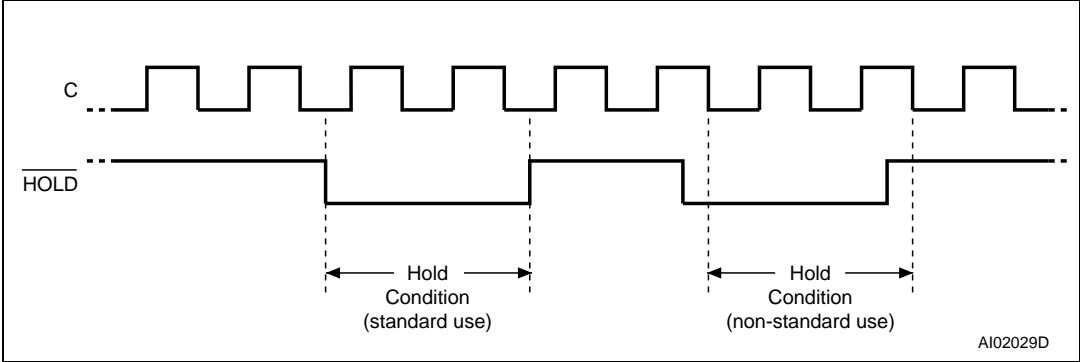 C
HOLD
Hold
Condition
(standard use)
Hold
Condition
(non-standard use)
AI02029D